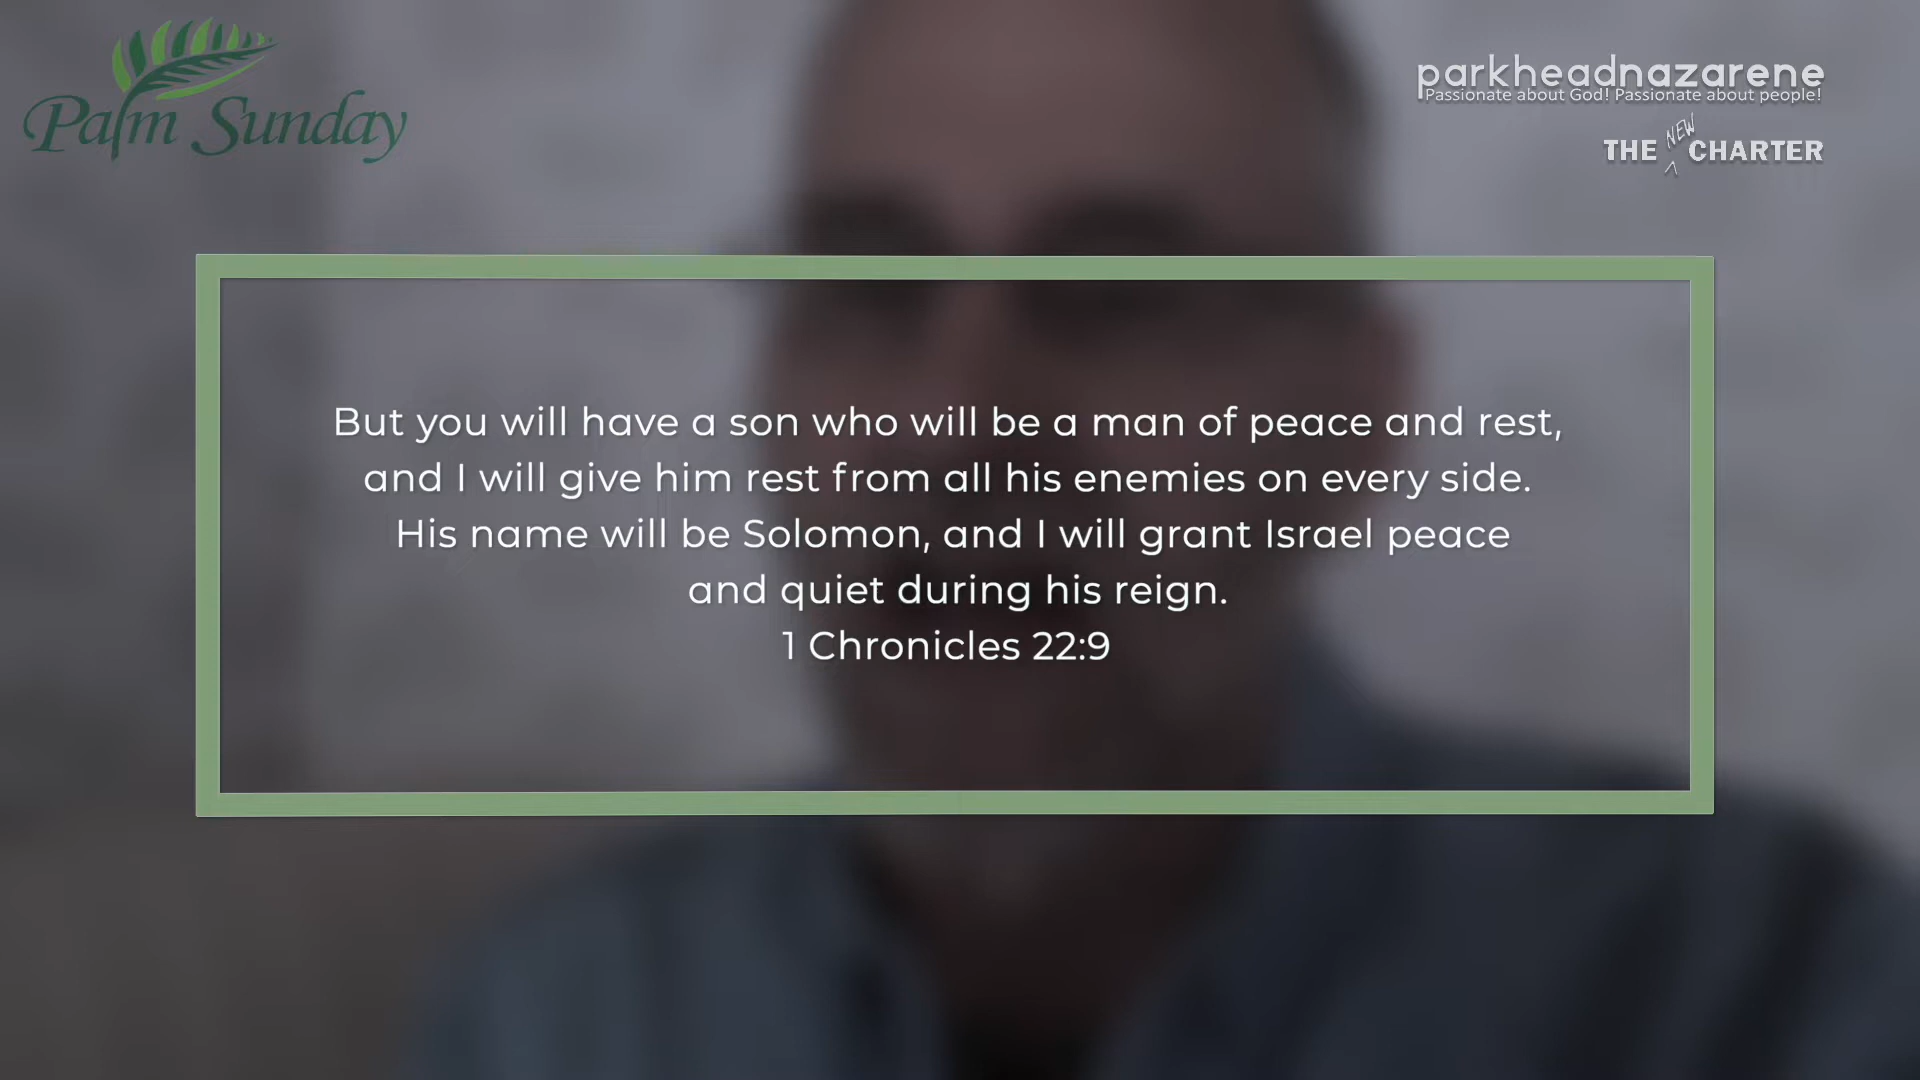 Palm Sunday
parkheadnazarene
Passionate about God! Passionate about people!
NEW
THE CHARTER
But you will have a son who will be a man of peace and rest,
and I will give him rest from all his enemies on every side.
His name will be Solomon, and I will grant Israel peace
and quiet during his reign.
1 Chronicles 22:9